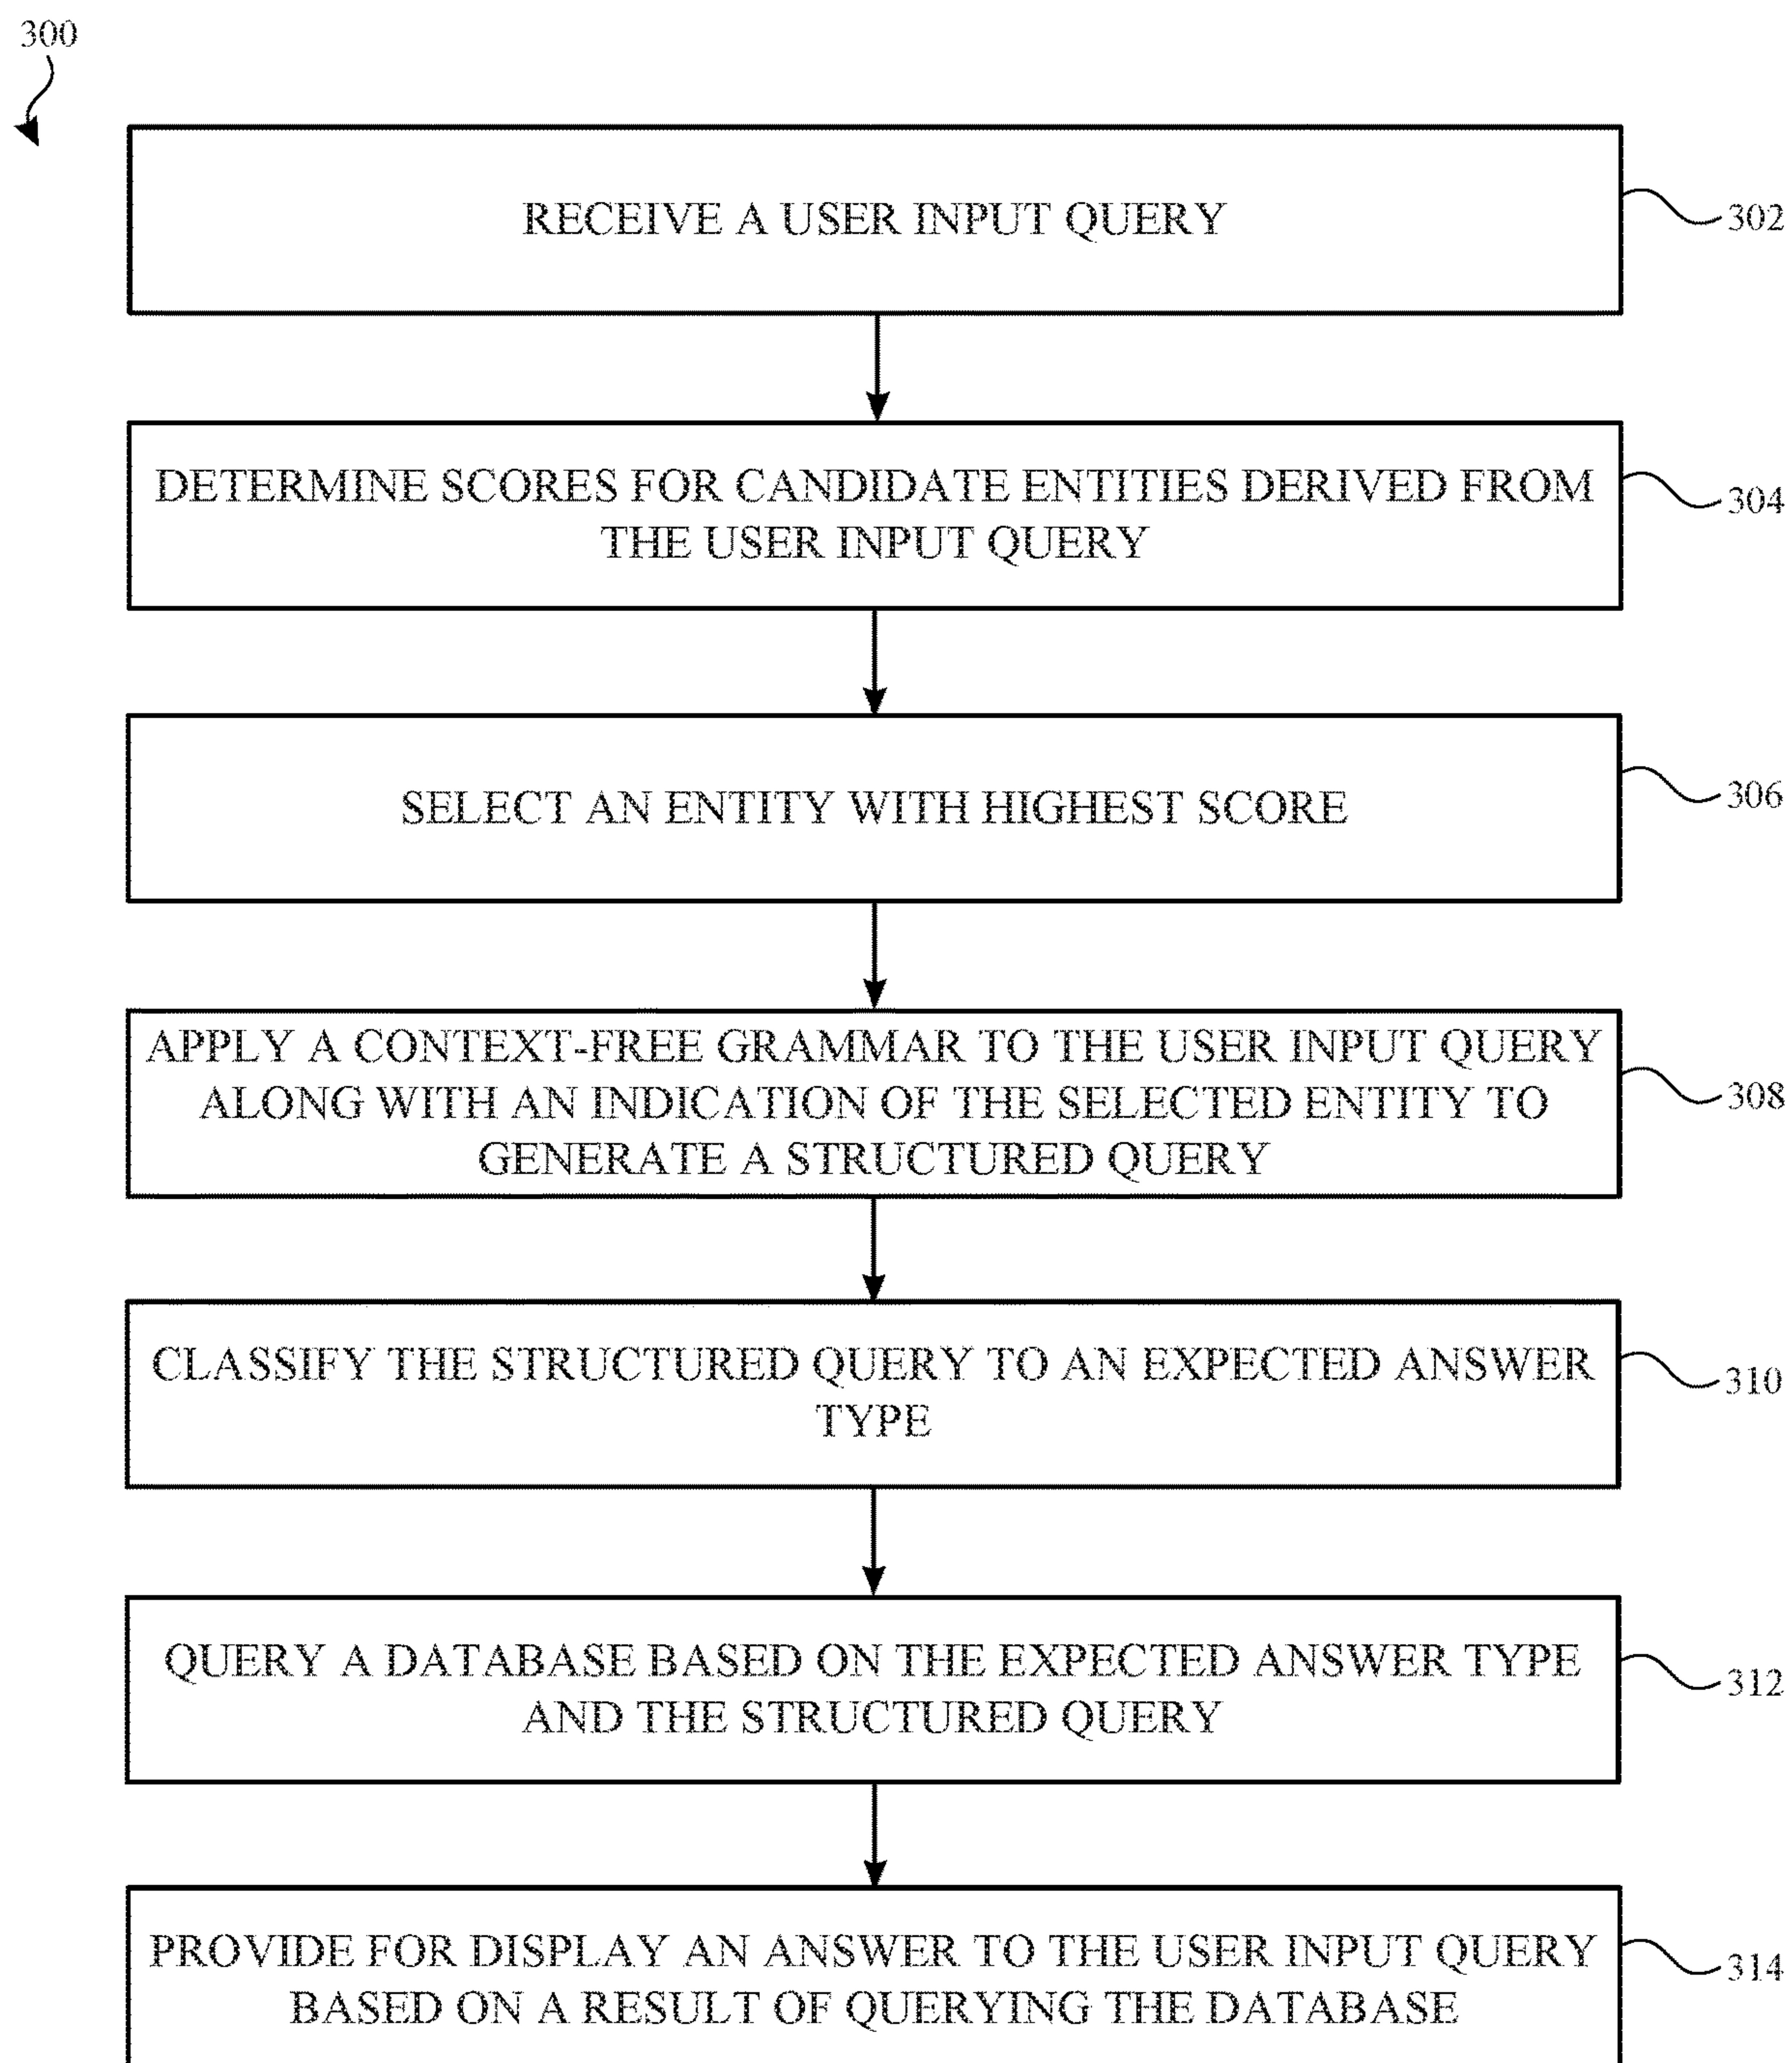 300
RECEIVE A USER INPUT QUERY
302
DETERMINE SCORES FOR CANDIDATE ENTITIES DERIVED FROM
THE USER INPUT QUERY
304
SELECT AN ENTITY WITH HIGHEST SCORE
306
APPLY A CONTEXT-FREE GRAMMAR TO THE USER INPUT QUERY
ALONG WITH AN INDICATION OF THE SELECTED ENTITY TO
GENERATE A STRUCTURED QUERY
308
CLASSIFY THE STRUCTURED QUERY TO AN EXPECTED ANSWER
TYPE
310
QUERY A DATABASE BASED ON THE EXPECTED ANSWER TYPE
AND THE STRUCTURED QUERY
312
PROVIDE FOR DISPLAY AN ANSWER TO THE USER INPUT QUERY
BASED ON A RESULT OF QUERYING THE DATABASE
314